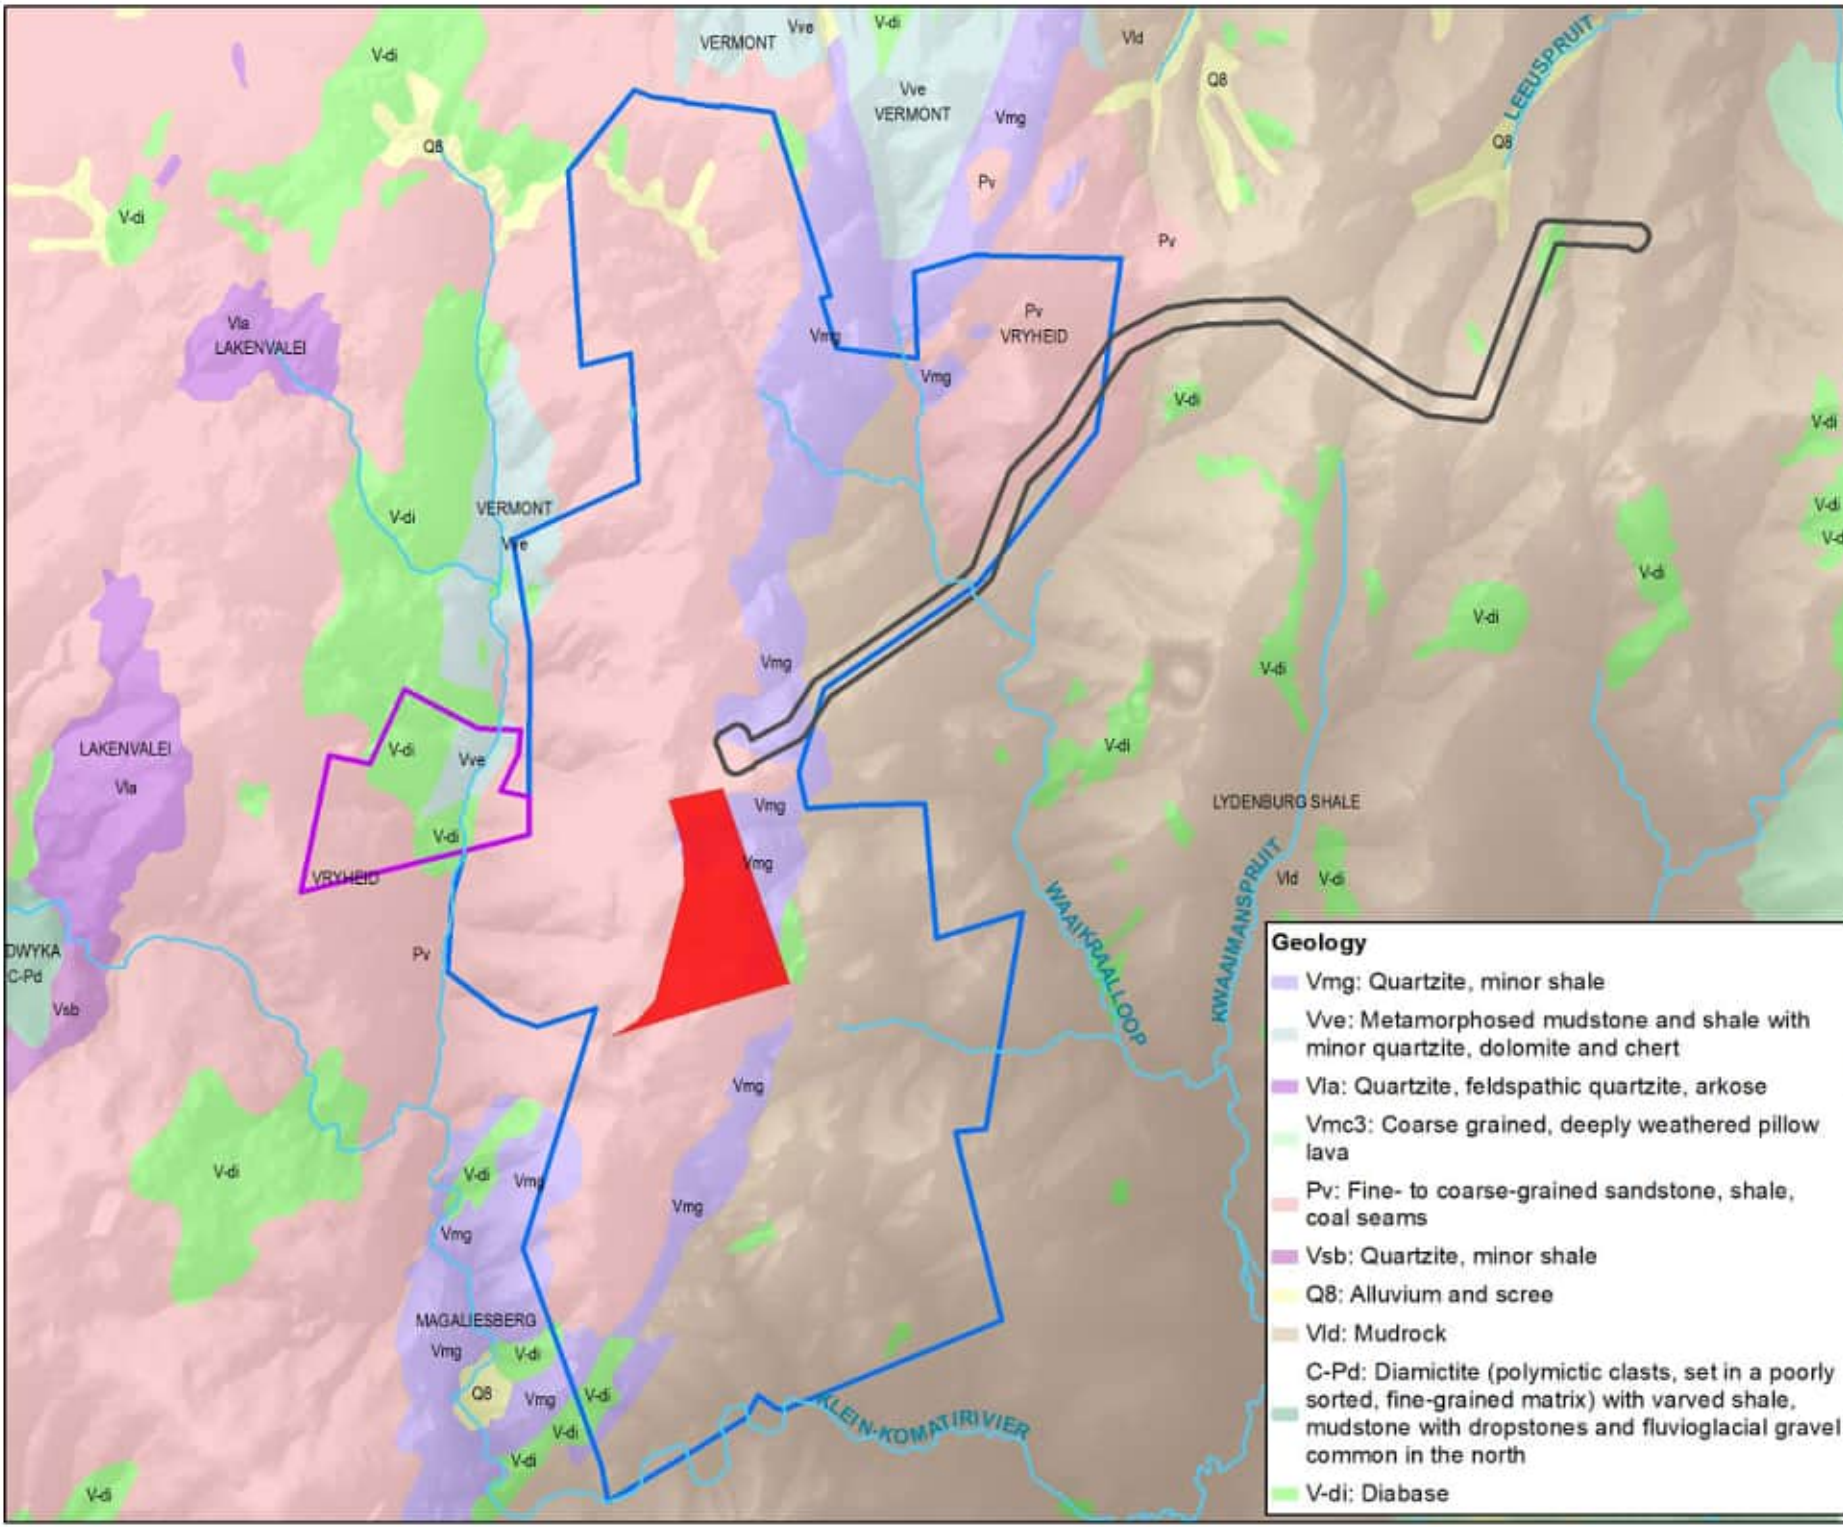 VERMONT
Vve
V-di
Vld
V-di
Q8
LEEUSPRUIT
Vve
VERMONT
Vmg
Q8
Q8
Pv
V-di
Pv
Vla
LAKENVALEI
Vmg
Pv
VRYHEID
Vmg
V-di
V-di
V-di
VERMONT
Vve
V-di
V-di
V-d
V-di
V-di
Vmg
V-di
LAKENVALEI
Vla
V-di
Vve
V-di
V-di
LYDENBURG SHALE
Vmg
Vmg
VRYHEID
Vld
V-di
WAAIKRAALLOOP
KWAAIMANSPRUIT
DWYKA
C-Pd
Pv
Vsb
Vmg
V-di
V-di
Vmg
Vmg
Vmg
MAGALIESBERG
Vmg
V-di
Q8
Vmg
V-di
V-di
V-di
V-di
KLEIN-KOMATIRIVIER
Geology
Vmg: Quartzite, minor shale
Vve: Metamorphosed mudstone and shale with
minor quartzite, dolomite and chert
Vla: Quartzite, feldspathic quartzite, arkose
Vmc3: Coarse grained, deeply weathered pillow
lava
Pv: Fine- to coarse-grained sandstone, shale,
coal seams
Vsb: Quartzite, minor shale
Q8: Alluvium and scree
Vld: Mudrock
C-Pd: Diamictite (polymictic clasts, set in a poorly
sorted, fine-grained matrix) with varved shale,
mudstone with dropstones and fluvioglacial gravel
common in the north
V-di: Diabase